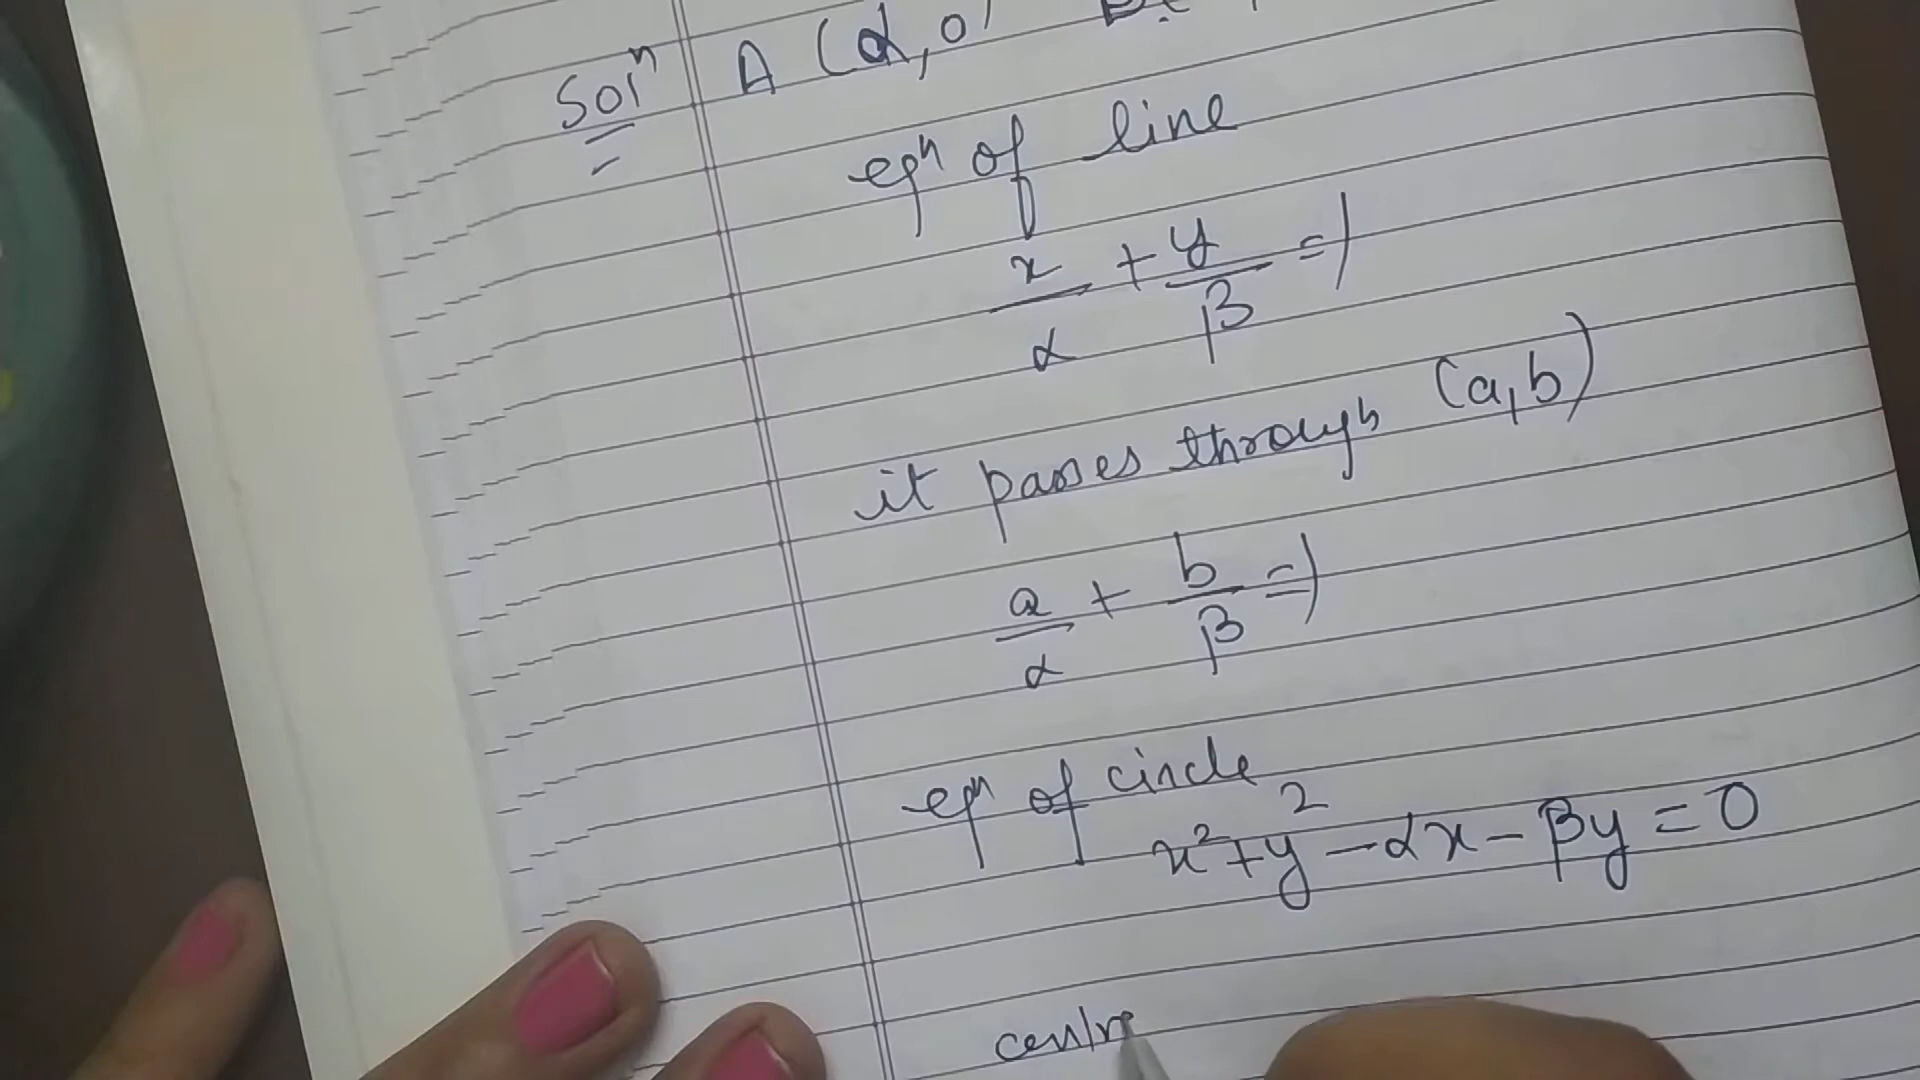 Solⁿ A (α,0)
eqⁿ of line
x/α + y/β = 1
it passes through (a,b)
a/α + b/β = 1
eqⁿ of circle
x² + y² - αx - βy = 0
centre